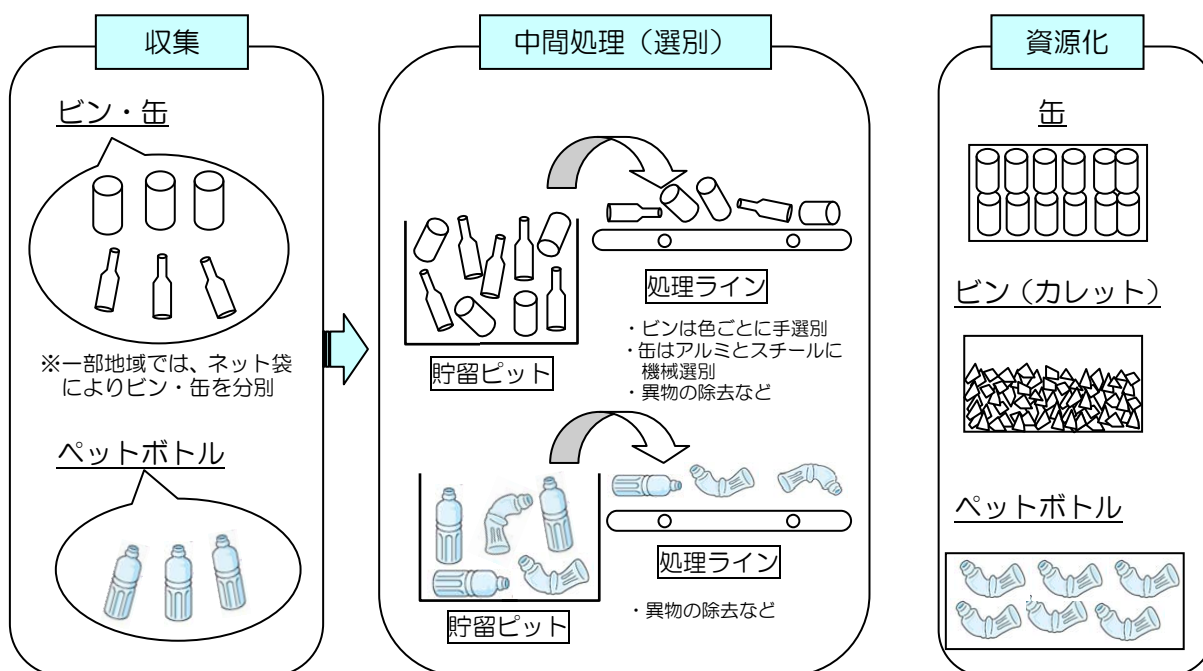 収集
ビン・缶
※一部地域では、ネット袋
によりビン・缶を分別
ペットボトル
中間処理（選別）
貯留ピット
処理ライン
・ビンは色ごとに手選別
・缶はアルミとスチールに
機械選別
・異物の除去など
貯留ピット
処理ライン
・異物の除去など
資源化
缶
ビン（カレット）
ペットボトル